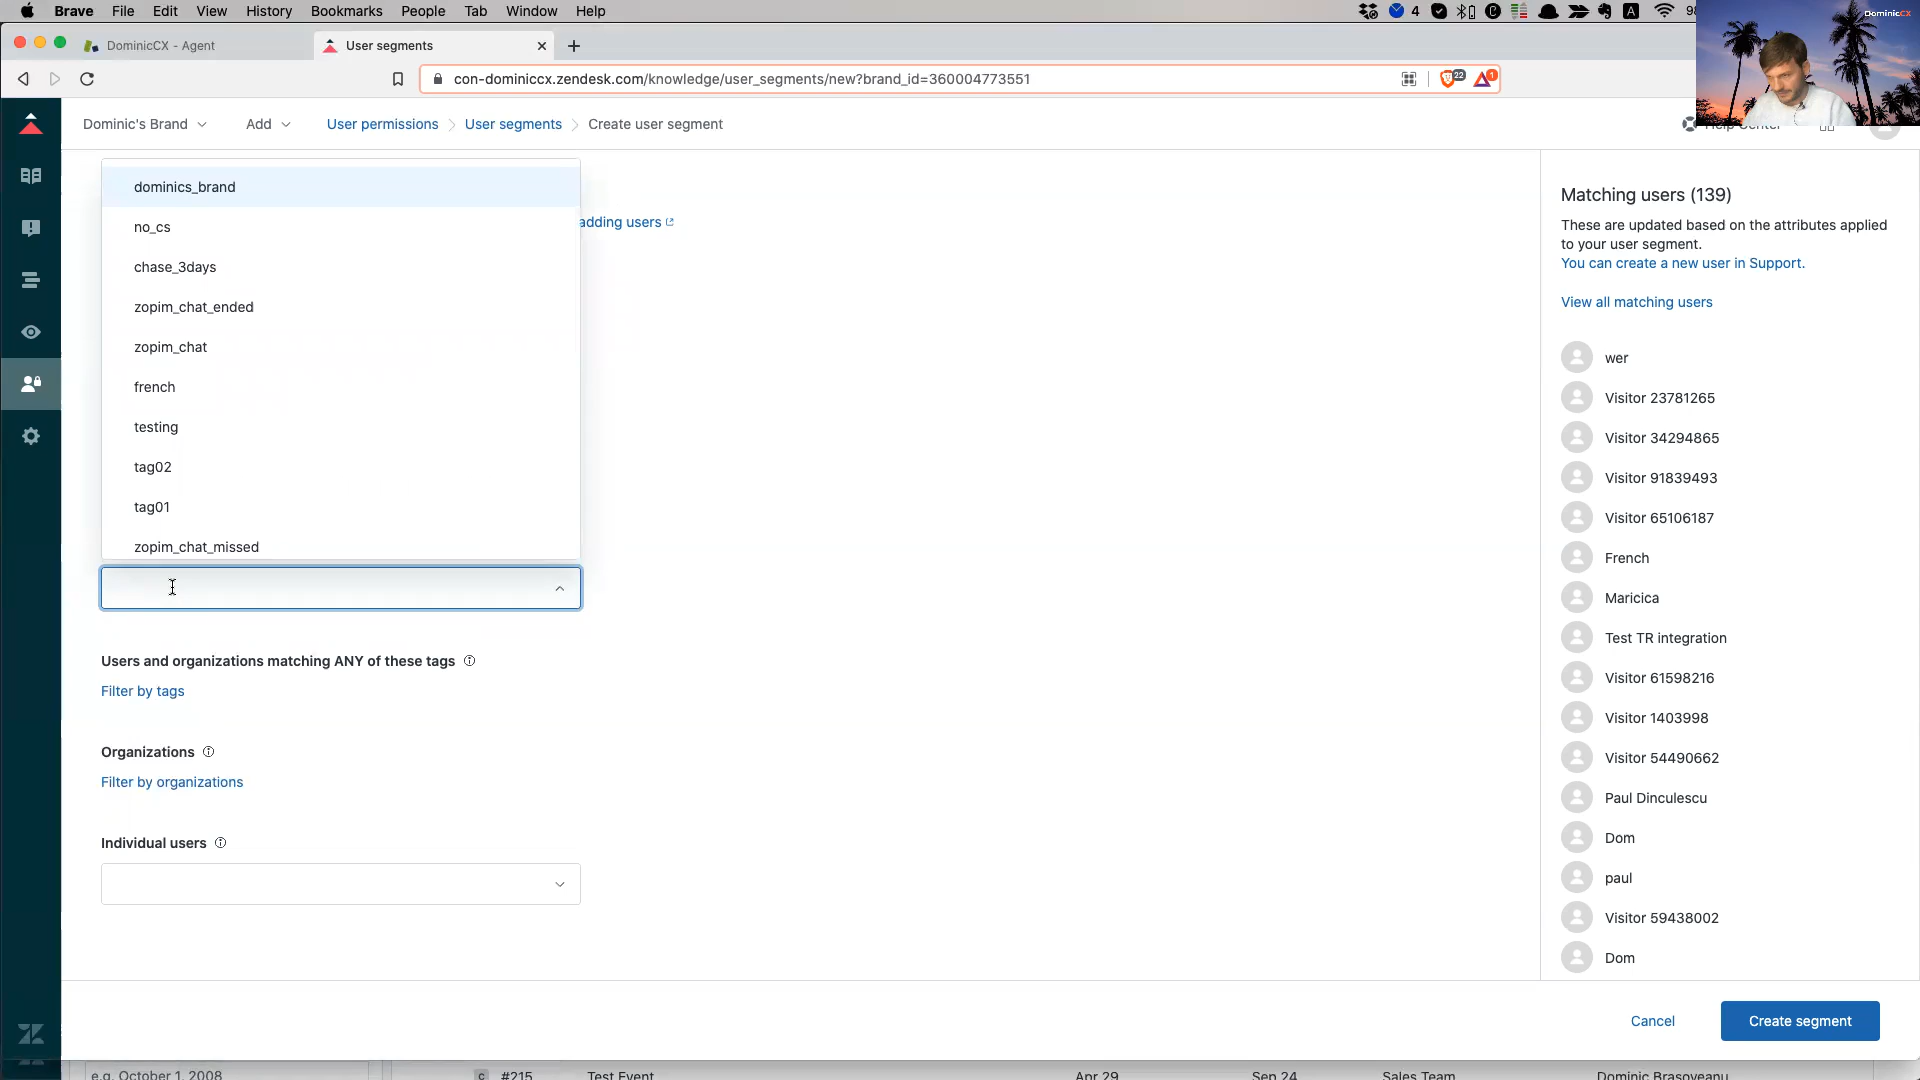 Brave File Edit View History Bookmarks People Tab Window Help
4
DominicCX
DominicCX - Agent
User segments
con-dominiccx.zendesk.com/knowledge/user_segments/new?brand_id=360004773551
22
1
Dominic's Brand
Add
User permissions
User segments
Create user segment
dominics_brand
no_cs
chase_3days
zopim_chat_ended
zopim_chat
french
testing
tag02
tag01
zopim_chat_missed
adding users
Users and organizations matching ANY of these tags
Filter by tags
Organizations
Filter by organizations
Individual users
Matching users (139)
These are updated based on the attributes applied
to your user segment.
You can create a new user in Support.
View all matching users
wer
Visitor 23781265
Visitor 34294865
Visitor 91839493
Visitor 65106187
French
Maricica
Test TR integration
Visitor 61598216
Visitor 1403998
Visitor 54490662
Paul Dinculescu
Dom
paul
Visitor 59438002
Dom
Cancel
Create segment
e.g. October 1, 2008
c #215 Test Event Apr 29 Sep 24 Sales Team Dominic Brasoveanu